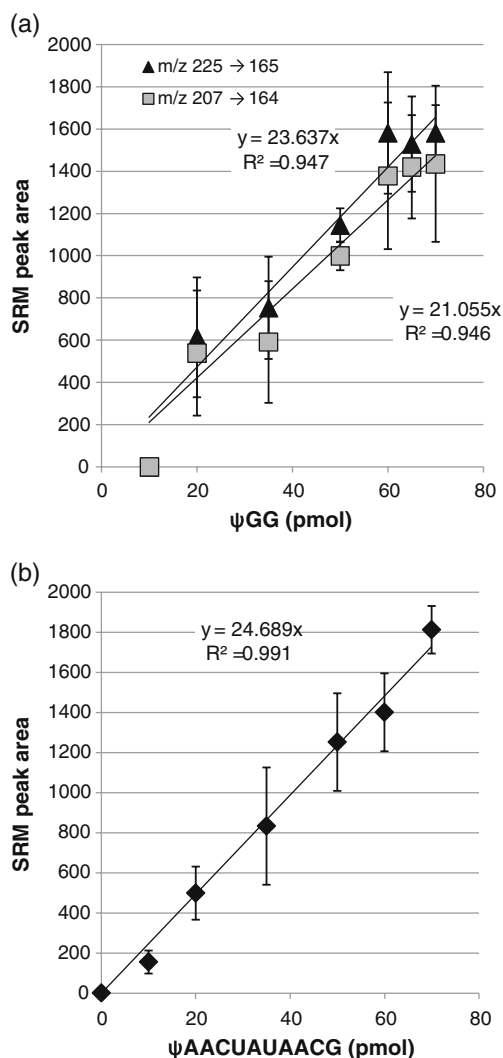 (a)
2000
1800
1600
1400
1200
1000
800
600
400
200
0
SRM peak area
m/z 225 → 165
m/z 207 → 164
y = 23.637x
R² =0.947
y = 21.055x
R² =0.946
0 20 40 60 80
ψGG (pmol)
(b)
2000
1800
1600
1400
1200
1000
800
600
400
200
0
SRM peak area
y = 24.689x
R² =0.991
0 20 40 60 80
ψAACUAUAACG (pmol)